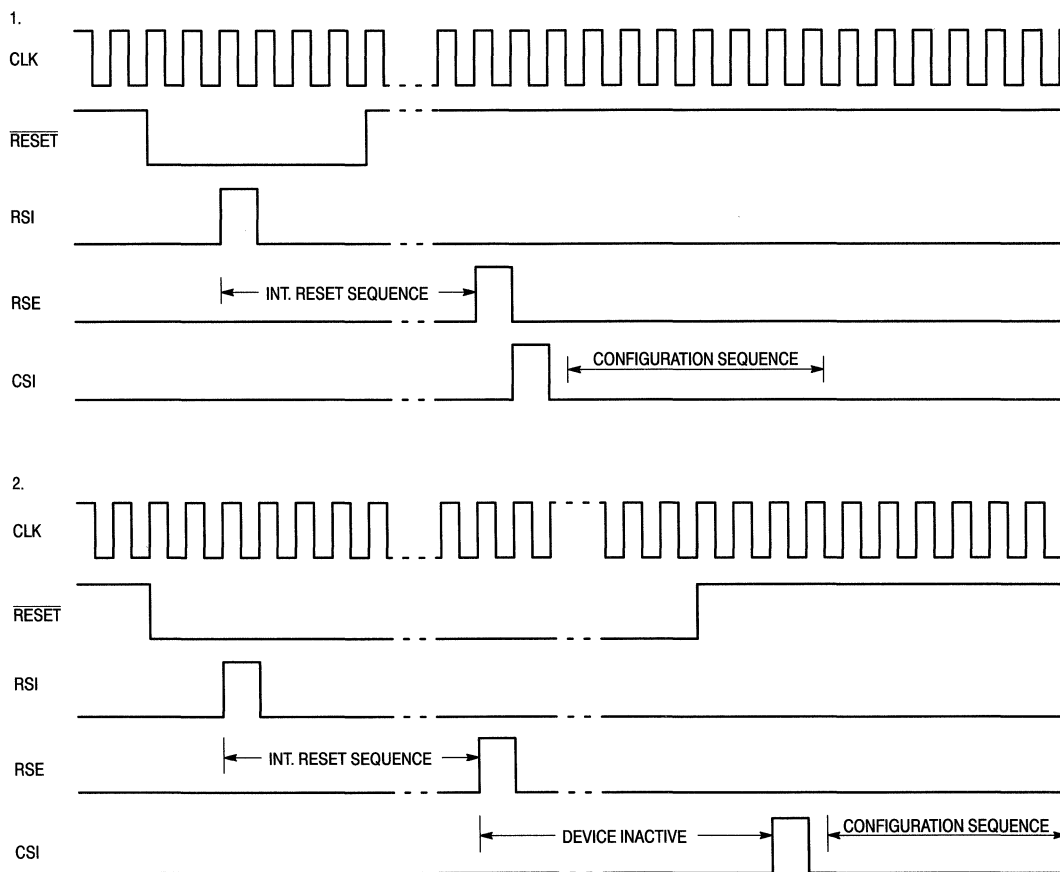 1.
CLK
RESET
RSI
RSE
INT. RESET SEQUENCE
CSI
CONFIGURATION SEQUENCE
2.
CLK
RESET
RSI
RSE
INT. RESET SEQUENCE
CSI
DEVICE INACTIVE
CONFIGURATION SEQUENCE